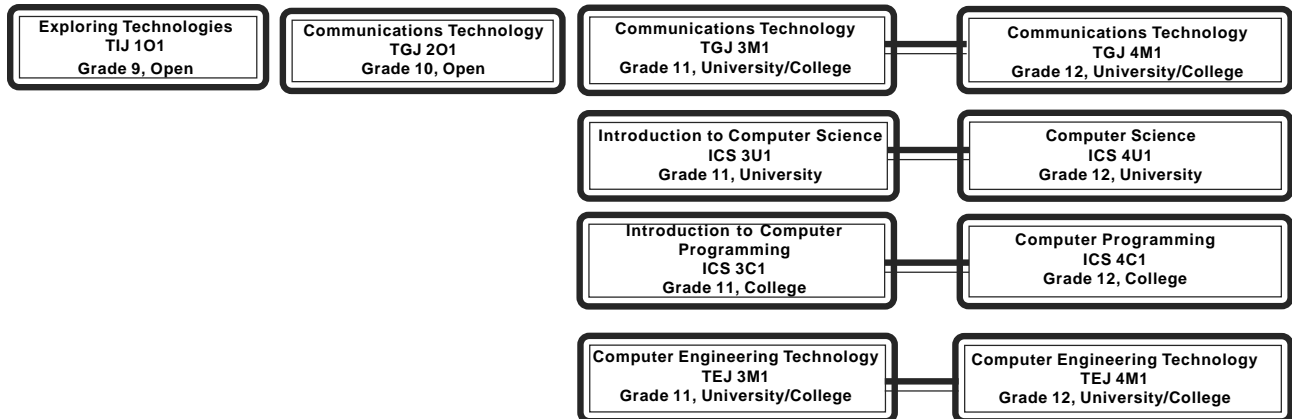 Exploring Technologies
TIJ 1O1
Grade 9, Open
Communications Technology
TGJ 2O1
Grade 10, Open
Communications Technology
TGJ 3M1
Grade 11, University/College
Communications Technology
TGJ 4M1
Grade 12, University/College
Introduction to Computer Science
ICS 3U1
Grade 11, University
Computer Science
ICS 4U1
Grade 12, University
Introduction to Computer
Programming
ICS 3C1
Grade 11, College
Computer Programming
ICS 4C1
Grade 12, College
Computer Engineering Technology
TEJ 3M1
Grade 11, University/College
Computer Engineering Technology
TEJ 4M1
Grade 12, University/College